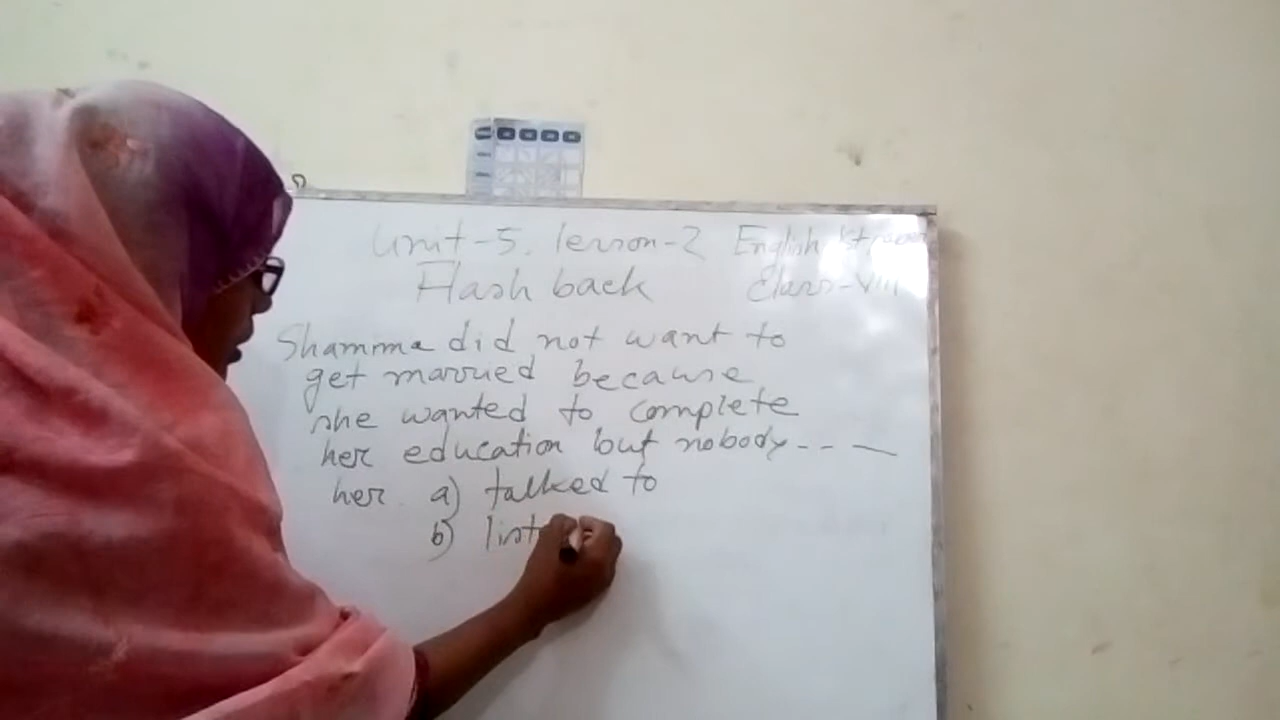 Unit-5. lesson-2 English 1st paper
Flash back Class-VIII
Shamma did not want to
get married because
she wanted to complete
her education but nobody-- —
her a) talked to
b) list